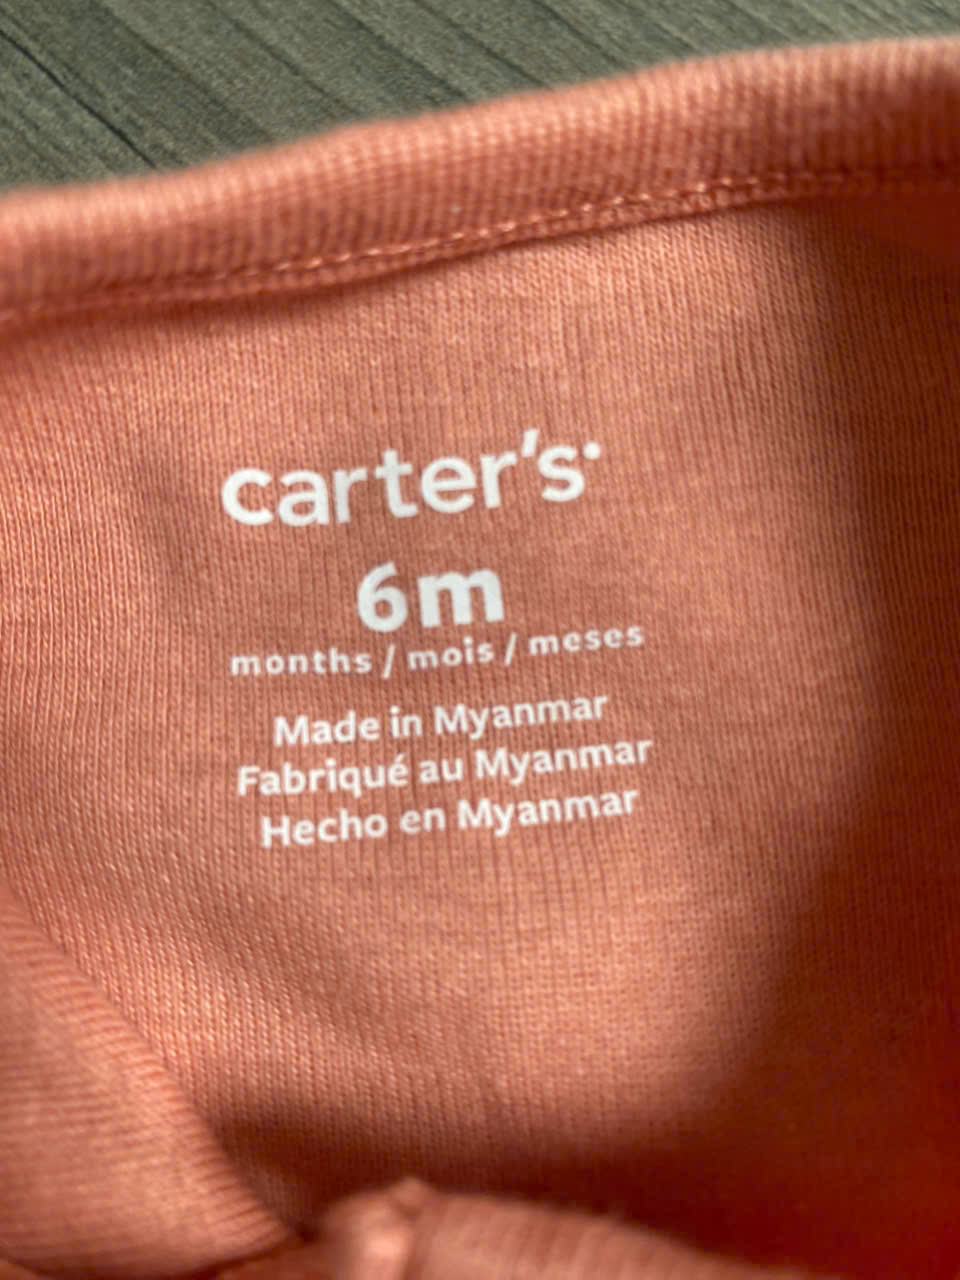 carter's
6m
months / mois / meses
Made in Myanmar
Fabriqué au Myanmar
Hecho en Myanmar